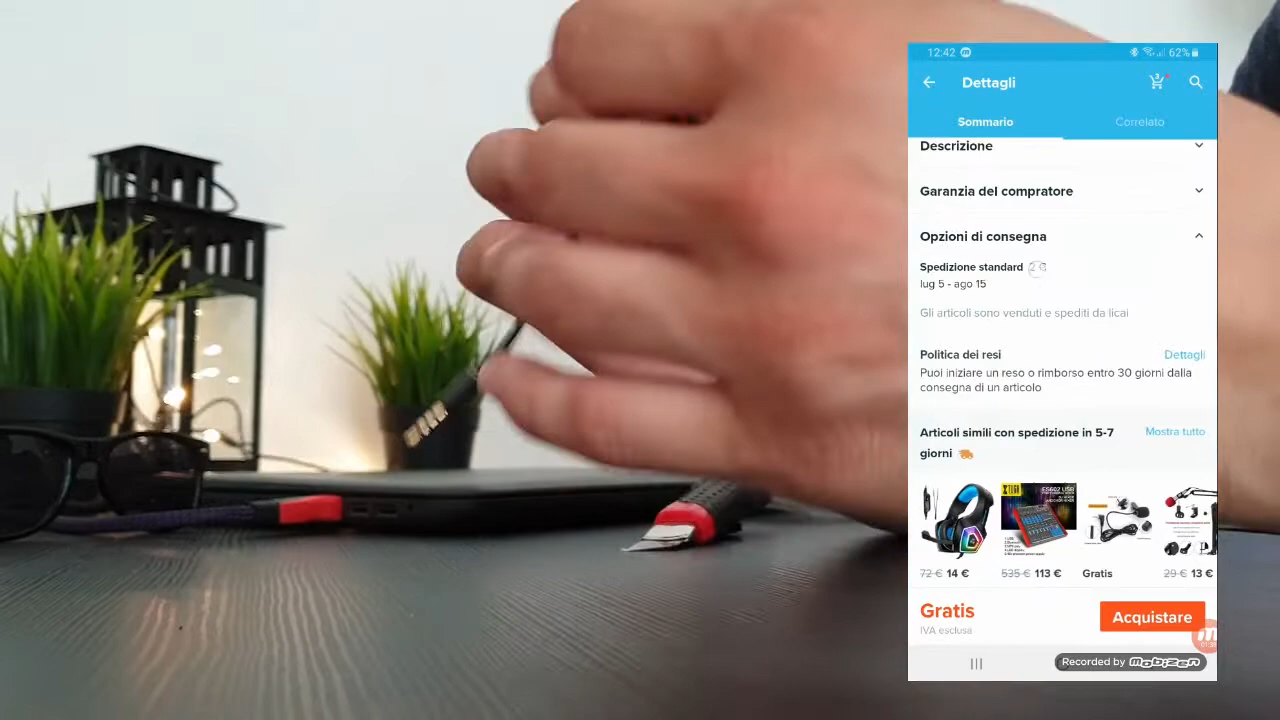 12:42
62%
Dettagli
3
Sommario
Correlato
Descrizione
Garanzia del compratore
Opzioni di consegna
Spedizione standard 2 €
lug 5 - ago 15
Gli articoli sono venduti e spediti da licai
Politica dei resi
Dettagli
Puoi iniziare un reso o rimborso entro 30 giorni dalla
consegna di un articolo
Articoli simili con spedizione in 5-7
giorni
Mostra tutto
72 € 14 €
535 € 113 €
Gratis
29 € 13 €
Gratis
IVA esclusa
Acquistare
Recorded by mobizen